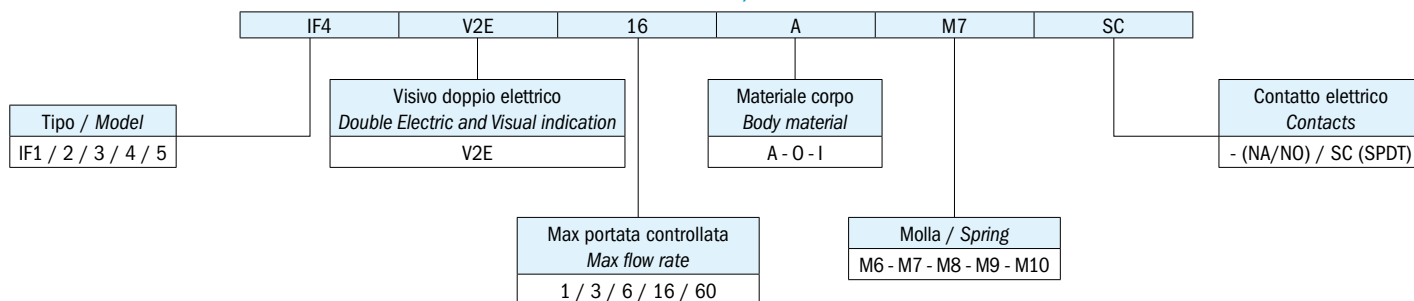 IF4 V2E 16 A M7 SC
Tipo / Model
IF1 / 2 / 3 / 4 / 5
Visivo doppio elettrico
Double Electric and Visual indication
V2E
Max portata controllata
Max flow rate
1 / 3 / 6 / 16 / 60
Materiale corpo
Body material
A - O - I
Molla / Spring
M6 - M7 - M8 - M9 - M10
Contatto elettrico
Contacts
- (NA/NO) / SC (SPDT)